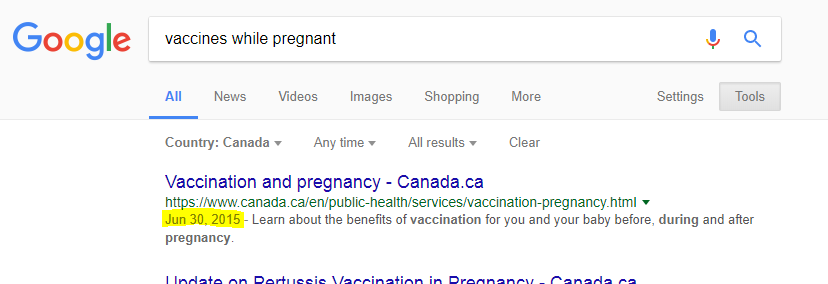 Google
vaccines while pregnant
All News Videos Images Shopping More Settings Tools
Country: Canada Any time All results Clear
Vaccination and pregnancy - Canada.ca
https://www.canada.ca/en/public-health/services/vaccination-pregnancy.html
Jun 30, 2015 - Learn about the benefits of vaccination for you and your baby before, during and after
pregnancy.
Update on Pertussis Vaccination in Pregnancy - Canada.ca